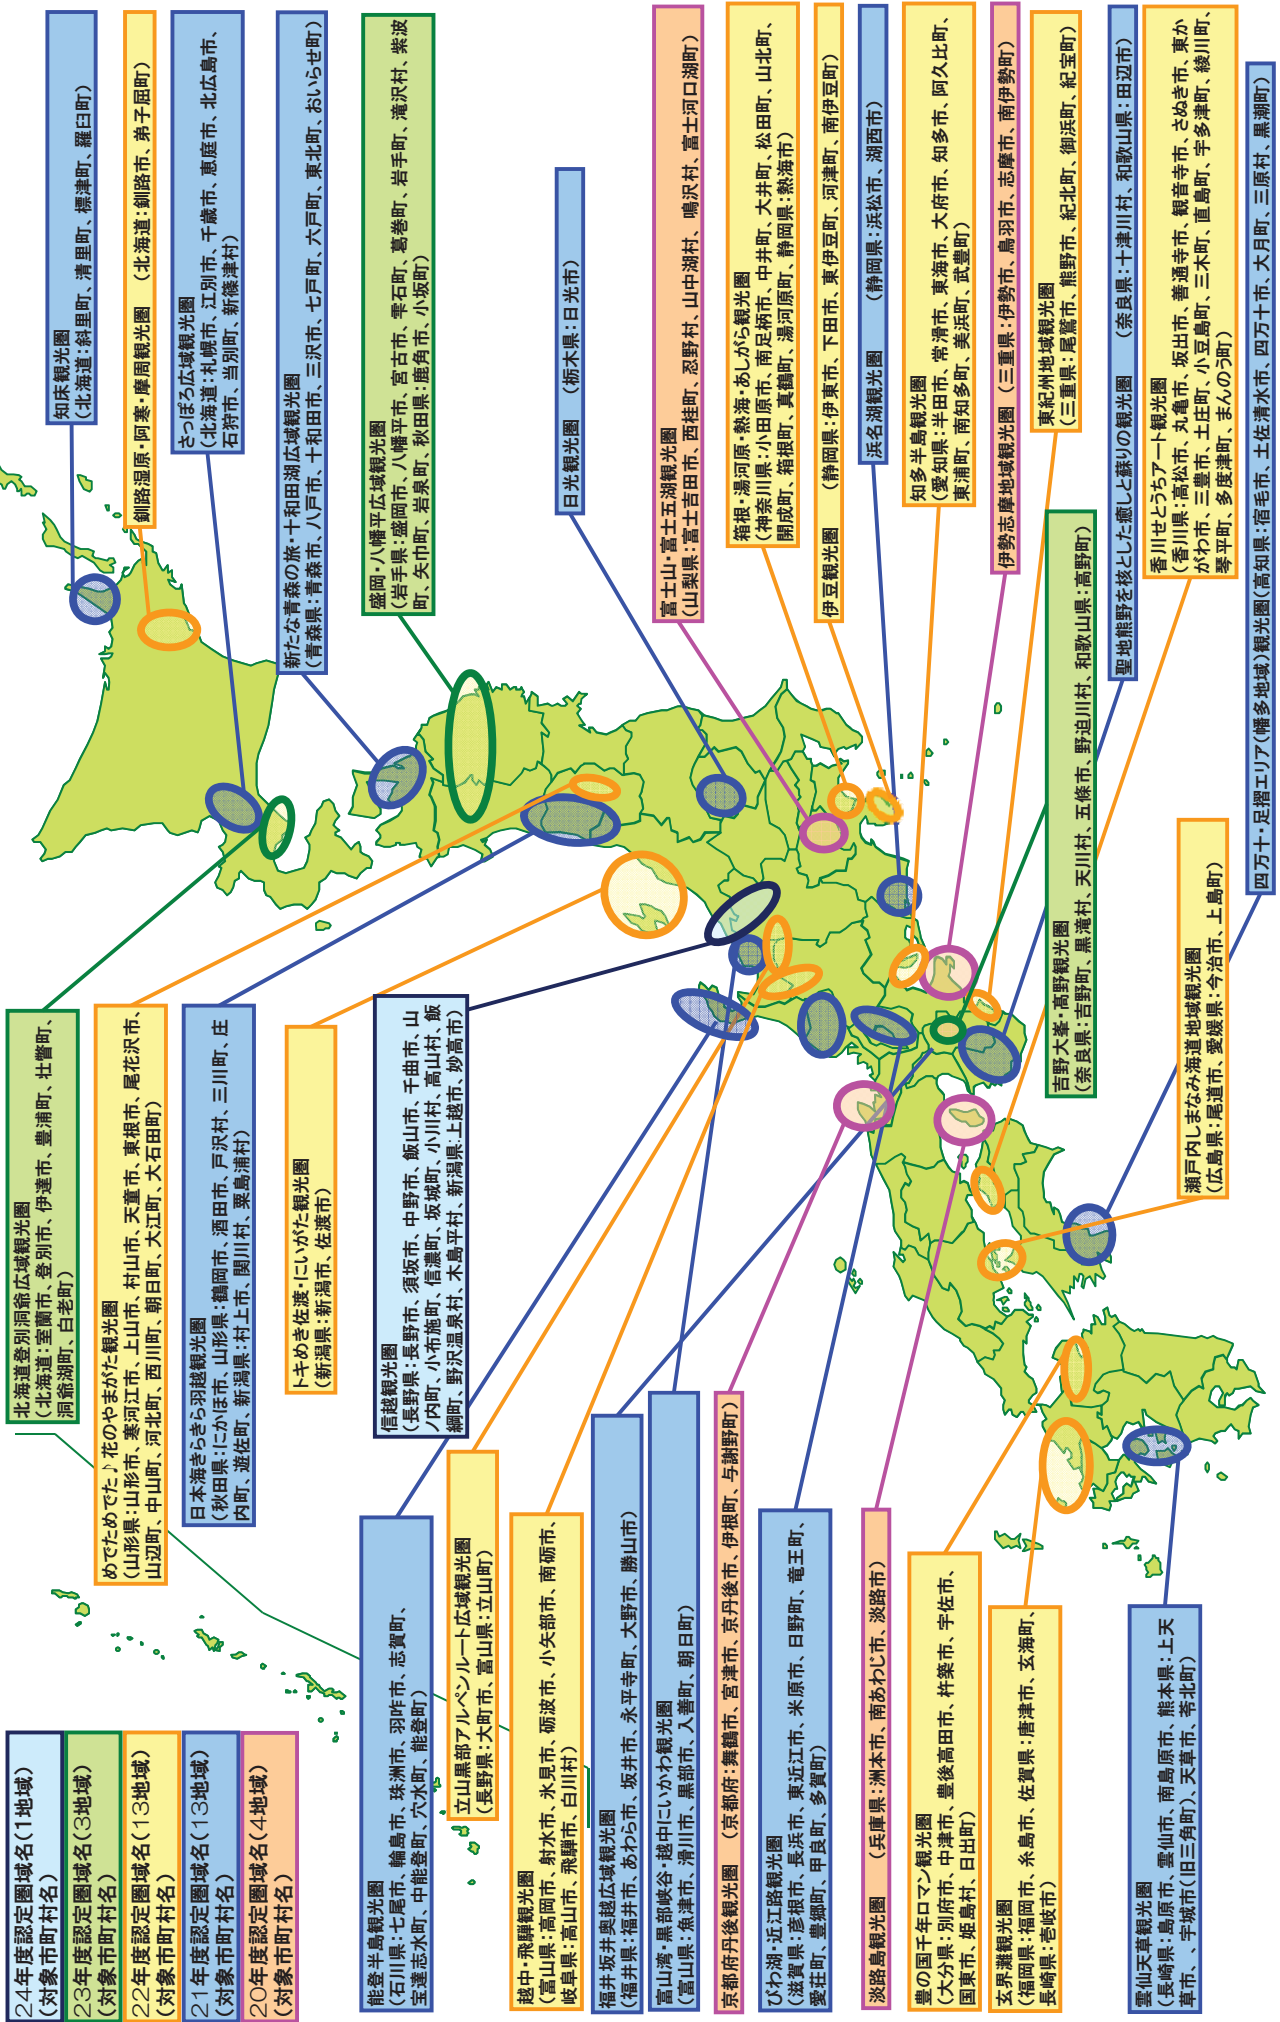 24年度認定圏域名(1地域)
(対象市町村名)
23年度認定圏域名(3地域)
(対象市町村名)
22年度認定圏域名(13地域)
(対象市町村名)
21年度認定圏域名(13地域)
(対象市町村名)
20年度認定圏域名(4地域)
(対象市町村名)
北海道登別洞爺広域観光圏
(北海道:室蘭市、登別市、伊達市、豊浦町、壮瞥町、
洞爺湖町、白老町)
めでためでた♪花のやまがた観光圏
(山形県:山形市、寒河江市、上山市、村山市、天童市、東根市、尾花沢市、
山辺町、中山町、河北町、西川町、朝日町、大江町、大石田町)
日本海きらきら羽越観光圏
(秋田県:にかほ市、山形県:鶴岡市、酒田市、戸沢村、三川町、庄
内町、遊佐町、新潟県:村上市、関川村、粟島浦村)
トキめき佐渡・にいがた観光圏
(新潟県:新潟市、佐渡市)
信越観光圏
(長野県:長野市、須坂市、中野市、飯山市、千曲市、山
ノ内町、小布施町、信濃町、坂城町、小川村、高山村、飯
綱町、野沢温泉村、木島平村、新潟県:上越市、妙高市)
能登半島観光圏
(石川県:七尾市、輪島市、珠洲市、羽咋市、志賀町、
宝達志水町、中能登町、穴水町、能登町)
立山黒部アルペンルート広域観光圏
(長野県:大町市、富山県:立山町)
越中・飛騨観光圏
(富山県:高岡市、射水市、氷見市、砺波市、小矢部市、南砺市、
岐阜県:高山市、飛騨市、白川村)
福井坂井奥越広域観光圏
(福井県:福井市、あわら市、坂井市、永平寺町、大野市、勝山市)
富山湾・黒部峡谷・越中にいかわ観光圏
(富山県:魚津市、滑川市、黒部市、入善町、朝日町)
京都府丹後観光圏 (京都府:舞鶴市、宮津市、京丹後市、伊根町、与謝野町)
びわ湖・近江路観光圏
(滋賀県:彦根市、長浜市、東近江市、米原市、日野町、竜王町、
愛荘町、豊郷町、甲良町、多賀町)
淡路島観光圏 (兵庫県:洲本市、南あわじ市、淡路市)
豊の国千年ロマン観光圏
(大分県:別府市、中津市、豊後高田市、杵築市、宇佐市、
国東市、姫島村、日出町)
玄界灘観光圏
(福岡県:福岡市、糸島市、佐賀県:唐津市、玄海町、
長崎県:壱岐市)
雲仙天草観光圏
(長崎県:島原市、雲仙市、南島原市、熊本県:上天
草市、、宇城市(旧三角町)、天草市、苓北町)
知床観光圏
(北海道:斜里町、清里町、標津町、羅臼町)
釧路湿原・阿寒・摩周観光圏 (北海道:釧路市、弟子屈町)
さっぽろ広域観光圏
(北海道:札幌市、江別市、千歳市、恵庭市、北広島市、
石狩市、当別町、新篠津村)
新たな青森の旅・十和田湖広域観光圏
(青森県:青森市、八戸市、十和田市、三沢市、七戸町、六戸町、東北町、おいらせ町)
盛岡・八幡平広域観光圏
(岩手県:盛岡市、八幡平市、宮古市、雫石町、葛巻町、岩手町、滝沢村、紫波
町、矢巾町、岩泉町、秋田県:鹿角市、小坂町)
日光観光圏 (栃木県:日光市)
富士山・富士五湖観光圏
(山梨県:富士吉田市、西桂町、忍野村、山中湖村、鳴沢村、富士河口湖町)
箱根・湯河原・熱海・あしがら観光圏
(神奈川県:小田原市、南足柄市、中井町、大井町、松田町、山北町、
開成町、箱根町、真鶴町、湯河原町、静岡県:熱海市)
伊豆観光圏 (静岡県:伊東市、下田市、東伊豆町、河津町、南伊豆町)
浜名湖観光圏 (静岡県:浜松市、湖西市)
知多半島観光圏
(愛知県:半田市、常滑市、東海市、大府市、知多市、阿久比町、
東浦町、南知多町、美浜町、武豊町)
伊勢志摩地域観光圏 (三重県:伊勢市、鳥羽市、志摩市、南伊勢町)
東紀州地域観光圏
(三重県:尾鷲市、熊野市、紀北町、御浜町、紀宝町)
吉野大峯・高野観光圏
(奈良県:吉野町、黒滝村、天川村、五條市、野迫川村、和歌山県:高野町)
聖地熊野を核とした癒しと蘇りの観光圏 (奈良県:十津川村、和歌山県:田辺市)
香川せとうちアート観光圏
(香川県:高松市、丸亀市、坂出市、善通寺市、観音寺市、さぬき市、東か
がわ市、三豊市、土庄町、小豆島町、三木町、直島町、宇多津町、綾川町、
琴平町、多度津町、まんのう町)
瀬戸内しまなみ海道地域観光圏
(広島県:尾道市、愛媛県:今治市、上島町)
四万十・足摺エリア(幡多地域)観光圏(高知県:宿毛市、土佐清水市、四万十市、大月町、三原村、黒潮町)